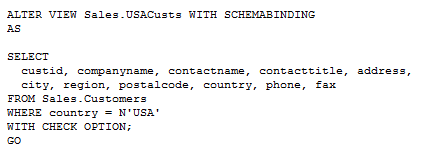 ALTER VIEW Sales.USACusts WITH SCHEMABINDING
AS
SELECT
custid, companyname, contactname, contacttitle, address,
city, region, postalcode, country, phone, fax
FROM Sales.Customers
WHERE country = N'USA'
WITH CHECK OPTION;
GO